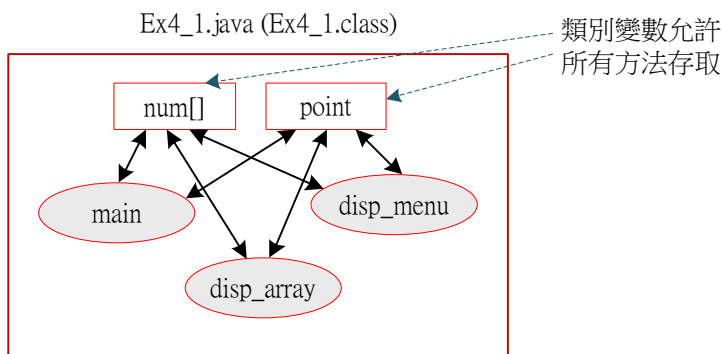 Ex4_1.java (Ex4_1.class)
類別變數允許
所有方法存取
num[]
point
main
disp_menu
disp_array